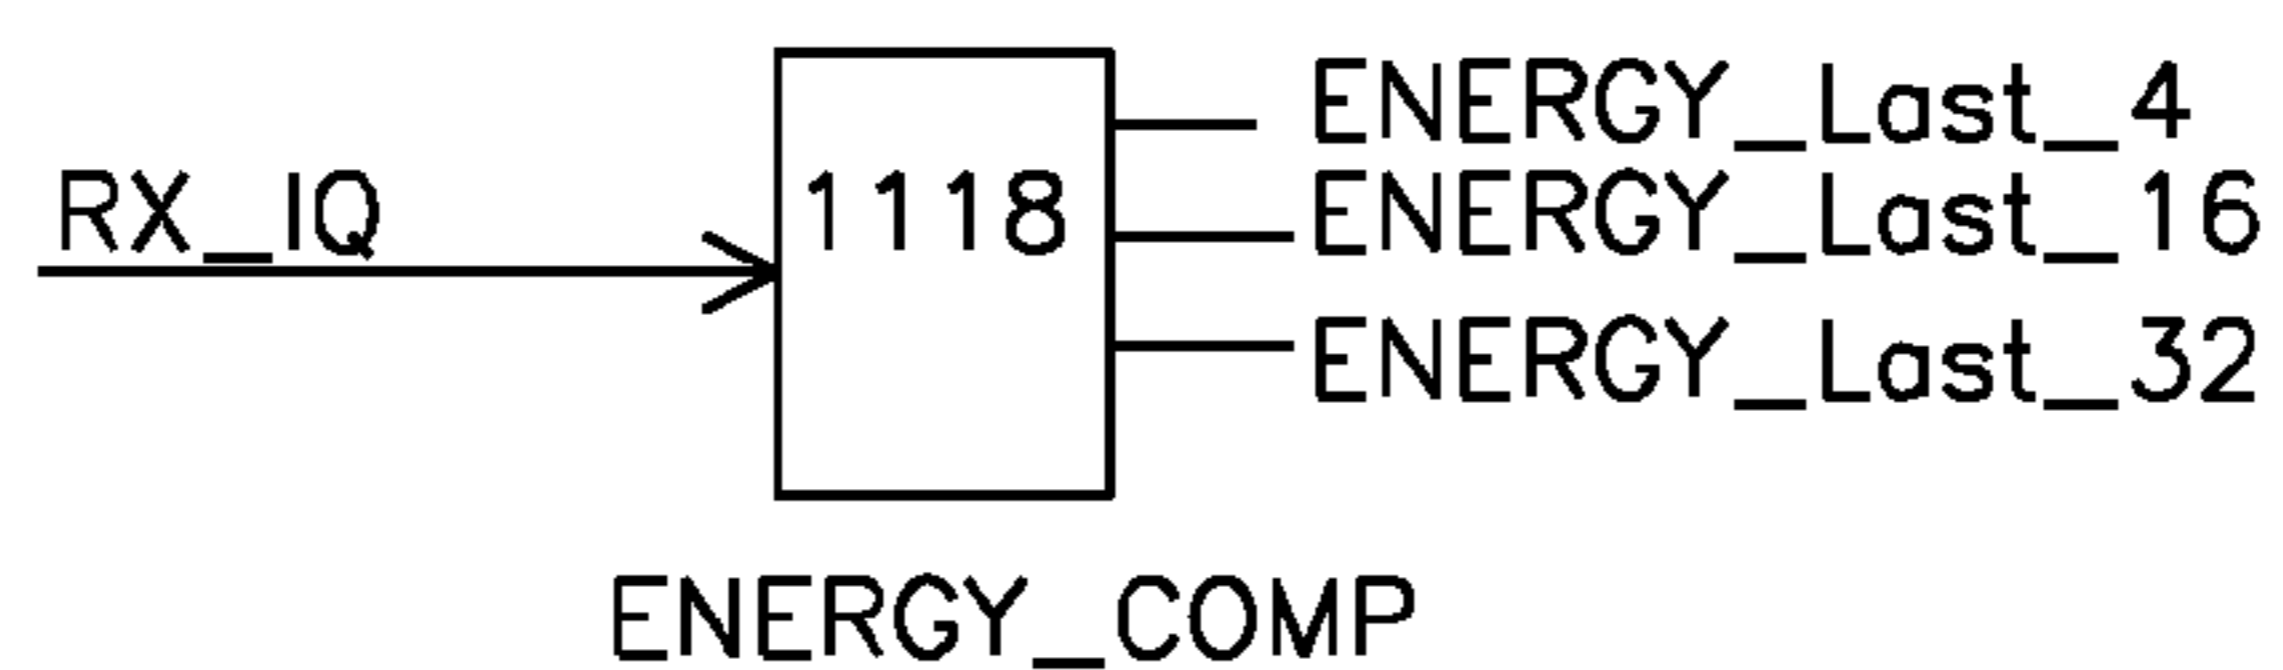 RX_IQ
1118
ENERGY_Last_4
ENERGY_Last_16
ENERGY_Last_32
ENERGY_COMP